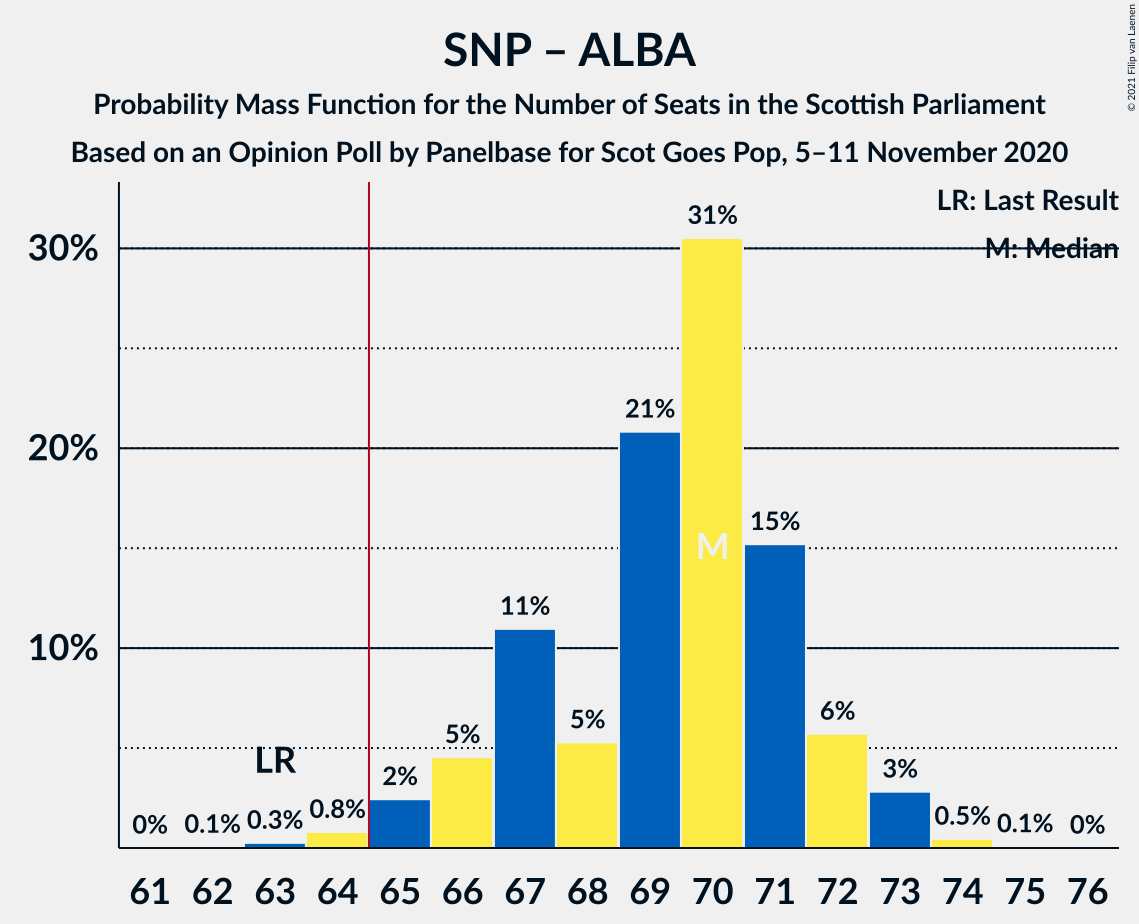 SNP – ALBA
Probability Mass Function for the Number of Seats in the Scottish Parliament
Based on an Opinion Poll by Panelbase for Scot Goes Pop, 5–11 November 2020
© 2021 Filip van Laenen
LR: Last Result
M: Median
30%
20%
10%
0%
0.1%
0.3%
0.8%
2%
5%
11%
5%
21%
31%
15%
6%
3%
0.5%
0.1%
0%
LR
M
61 62 63 64 65 66 67 68 69 70 71 72 73 74 75 76